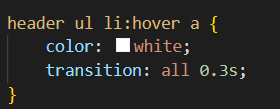 header ul li:hover a {
    color: white;
    transition: all 0.3s;
}